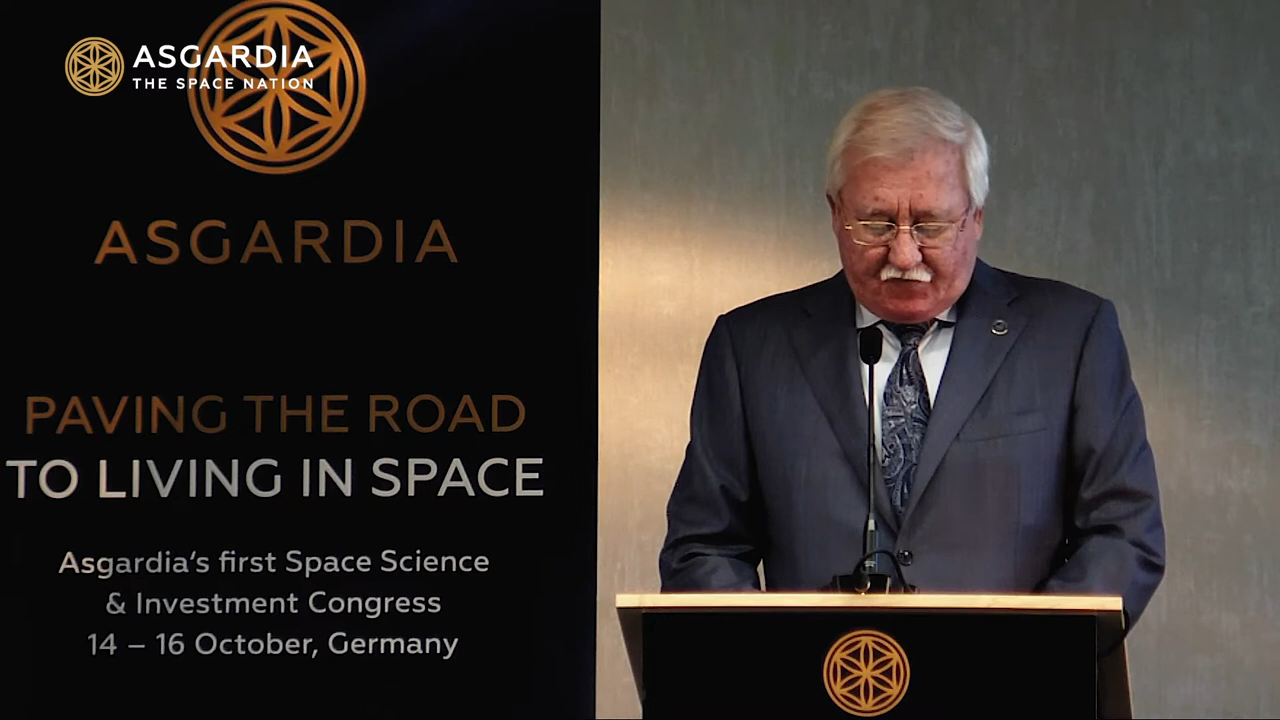 ASGARDIA
THE SPACE NATION
ASGARDIA
PAVING THE ROAD
TO LIVING IN SPACE
Asgardia's first Space Science
& Investment Congress
14 – 16 October, Germany